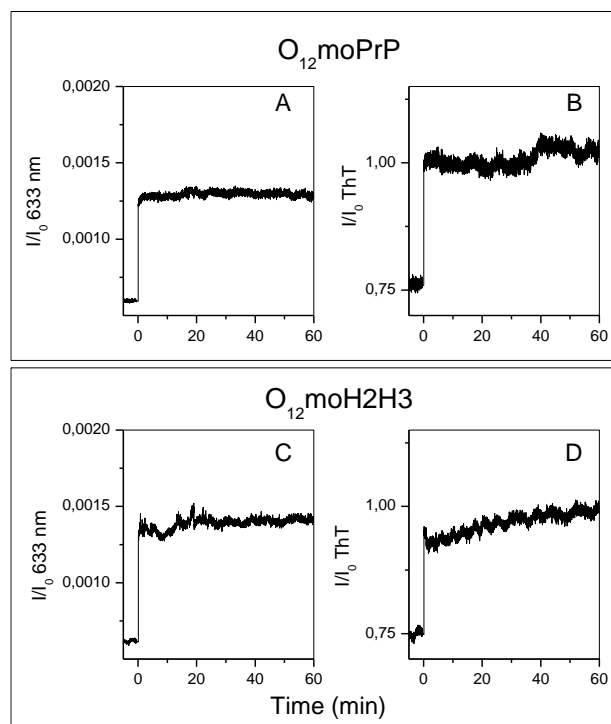 O₁₂moPrP
A
I/I₀ 633 nm
0,0020
0,0015
0,0010
0 20 40 60
B
I/I₀ ThT
1,00
0,75
0 20 40 60
O₁₂moH2H3
C
I/I₀ 633 nm
0,0020
0,0015
0,0010
0 20 40 60
D
I/I₀ ThT
1,00
0,75
0 20 40 60
Time (min)